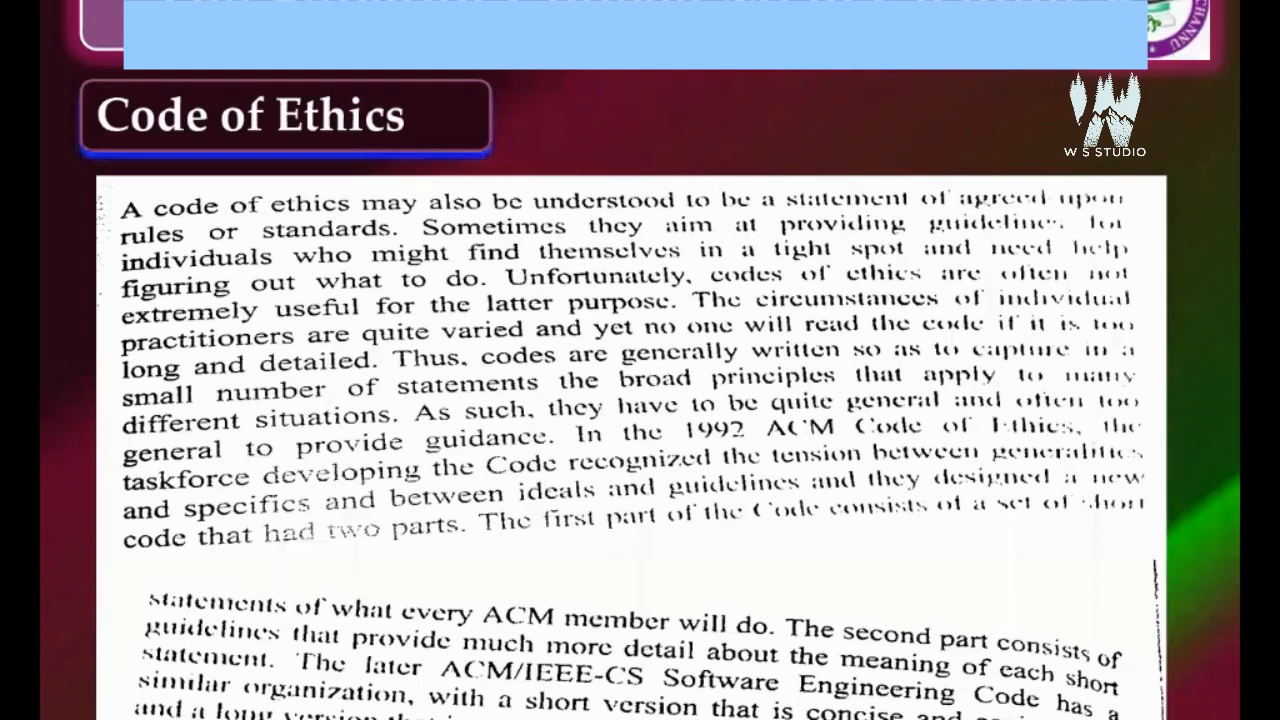 CHANNU
Code of Ethics
W S STUDIO
A code of ethics may also be understood to be a statement of agreed upon
rules or standards. Sometimes they aim at providing guidelines for
individuals who might find themselves in a tight spot and need help
figuring out what to do. Unfortunately, codes of ethics are often not
extremely useful for the latter purpose. The circumstances of individual
practitioners are quite varied and yet no one will read the code if it is too
long and detailed. Thus, codes are generally written so as to capture in a
small number of statements the broad principles that apply to many
different situations. As such, they have to be quite general and often too
general to provide guidance. In the 1992 ACM Code of Ethics, the
taskforce developing the Code recognized the tension between generalities
and specifics and between ideals and guidelines and they designed a new
code that had two parts. The first part of the Code consists of a set of short
statements of what every ACM member will do. The second part consists of
guidelines that provide much more detail about the meaning of each short
statement. The later ACM/IEEE-CS Software Engineering Code has a
similar organization, with a short version that is concise and
and a long version that